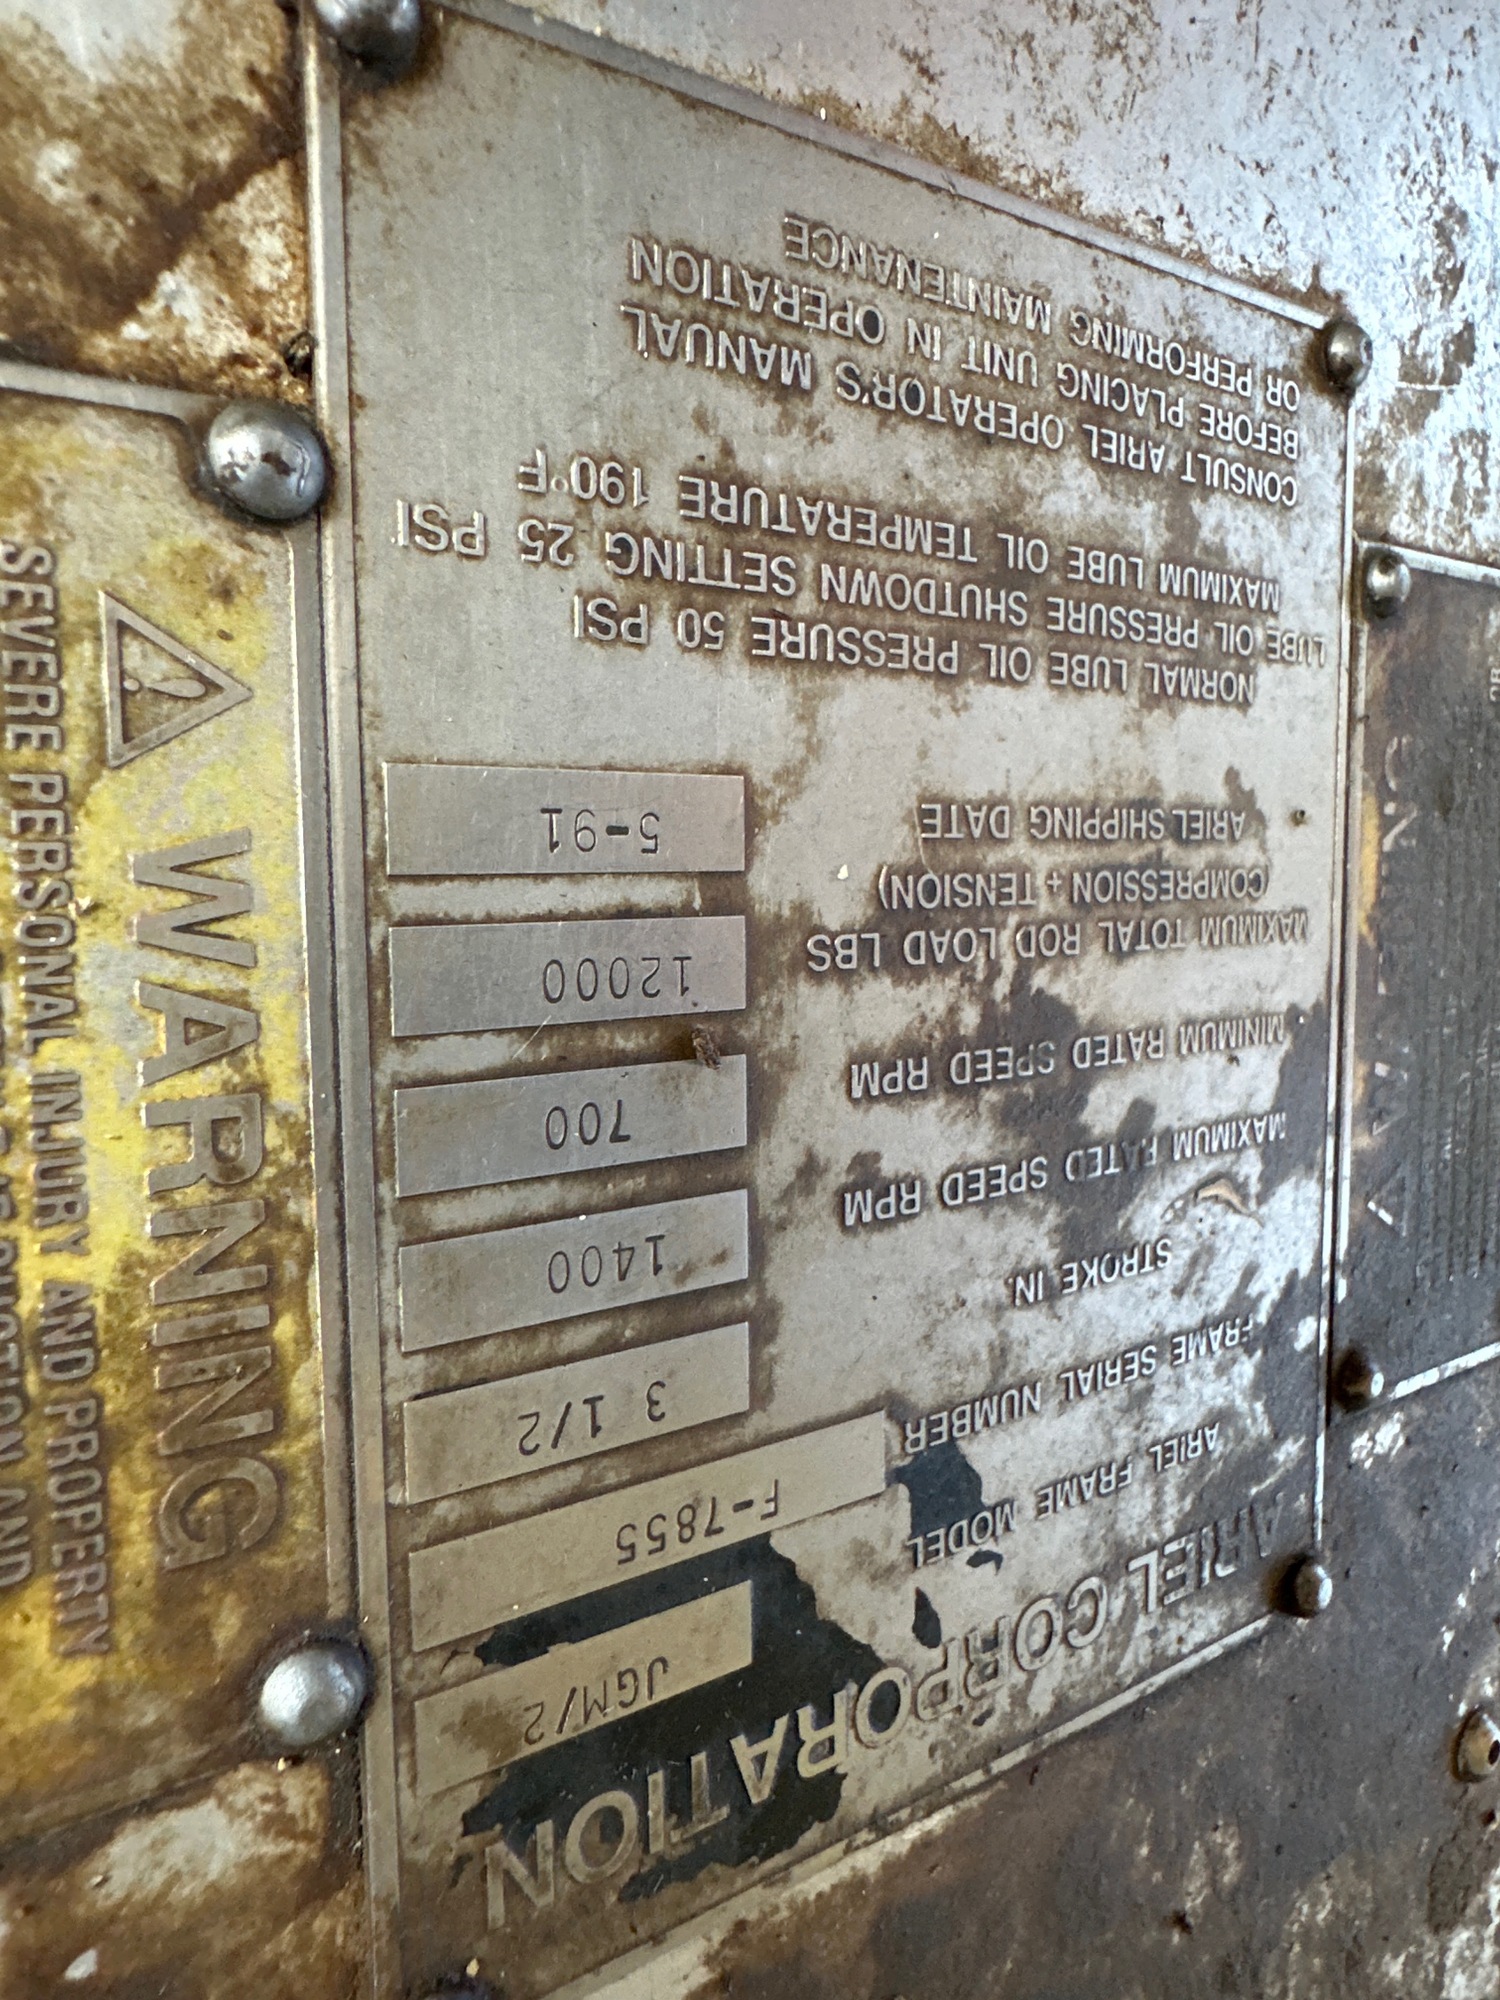 ARIEL CORPORATION
ARIEL FRAME MODEL JGM/2
FRAME SERIAL NUMBER F-7855
STROKE IN. 3 1/2
MAXIMUM RATED SPEED RPM 1400
MINIMUM RATED SPEED RPM 700
MAXIMUM TOTAL ROD LOAD LBS 12000
(COMPRESSION + TENSION)
ARIEL SHIPPING DATE 5-91
NORMAL LUBE OIL PRESSURE 50 PSI
LUBE OIL PRESSURE SHUTDOWN SETTING 25 PSI
MAXIMUM LUBE OIL TEMPERATURE 190°F
CONSULT ARIEL OPERATOR'S MANUAL
BEFORE PLACING UNIT IN OPERATION
OR PERFORMING MAINTENANCE
WARNING
SEVERE PERSONAL INJURY AND PROPERTY